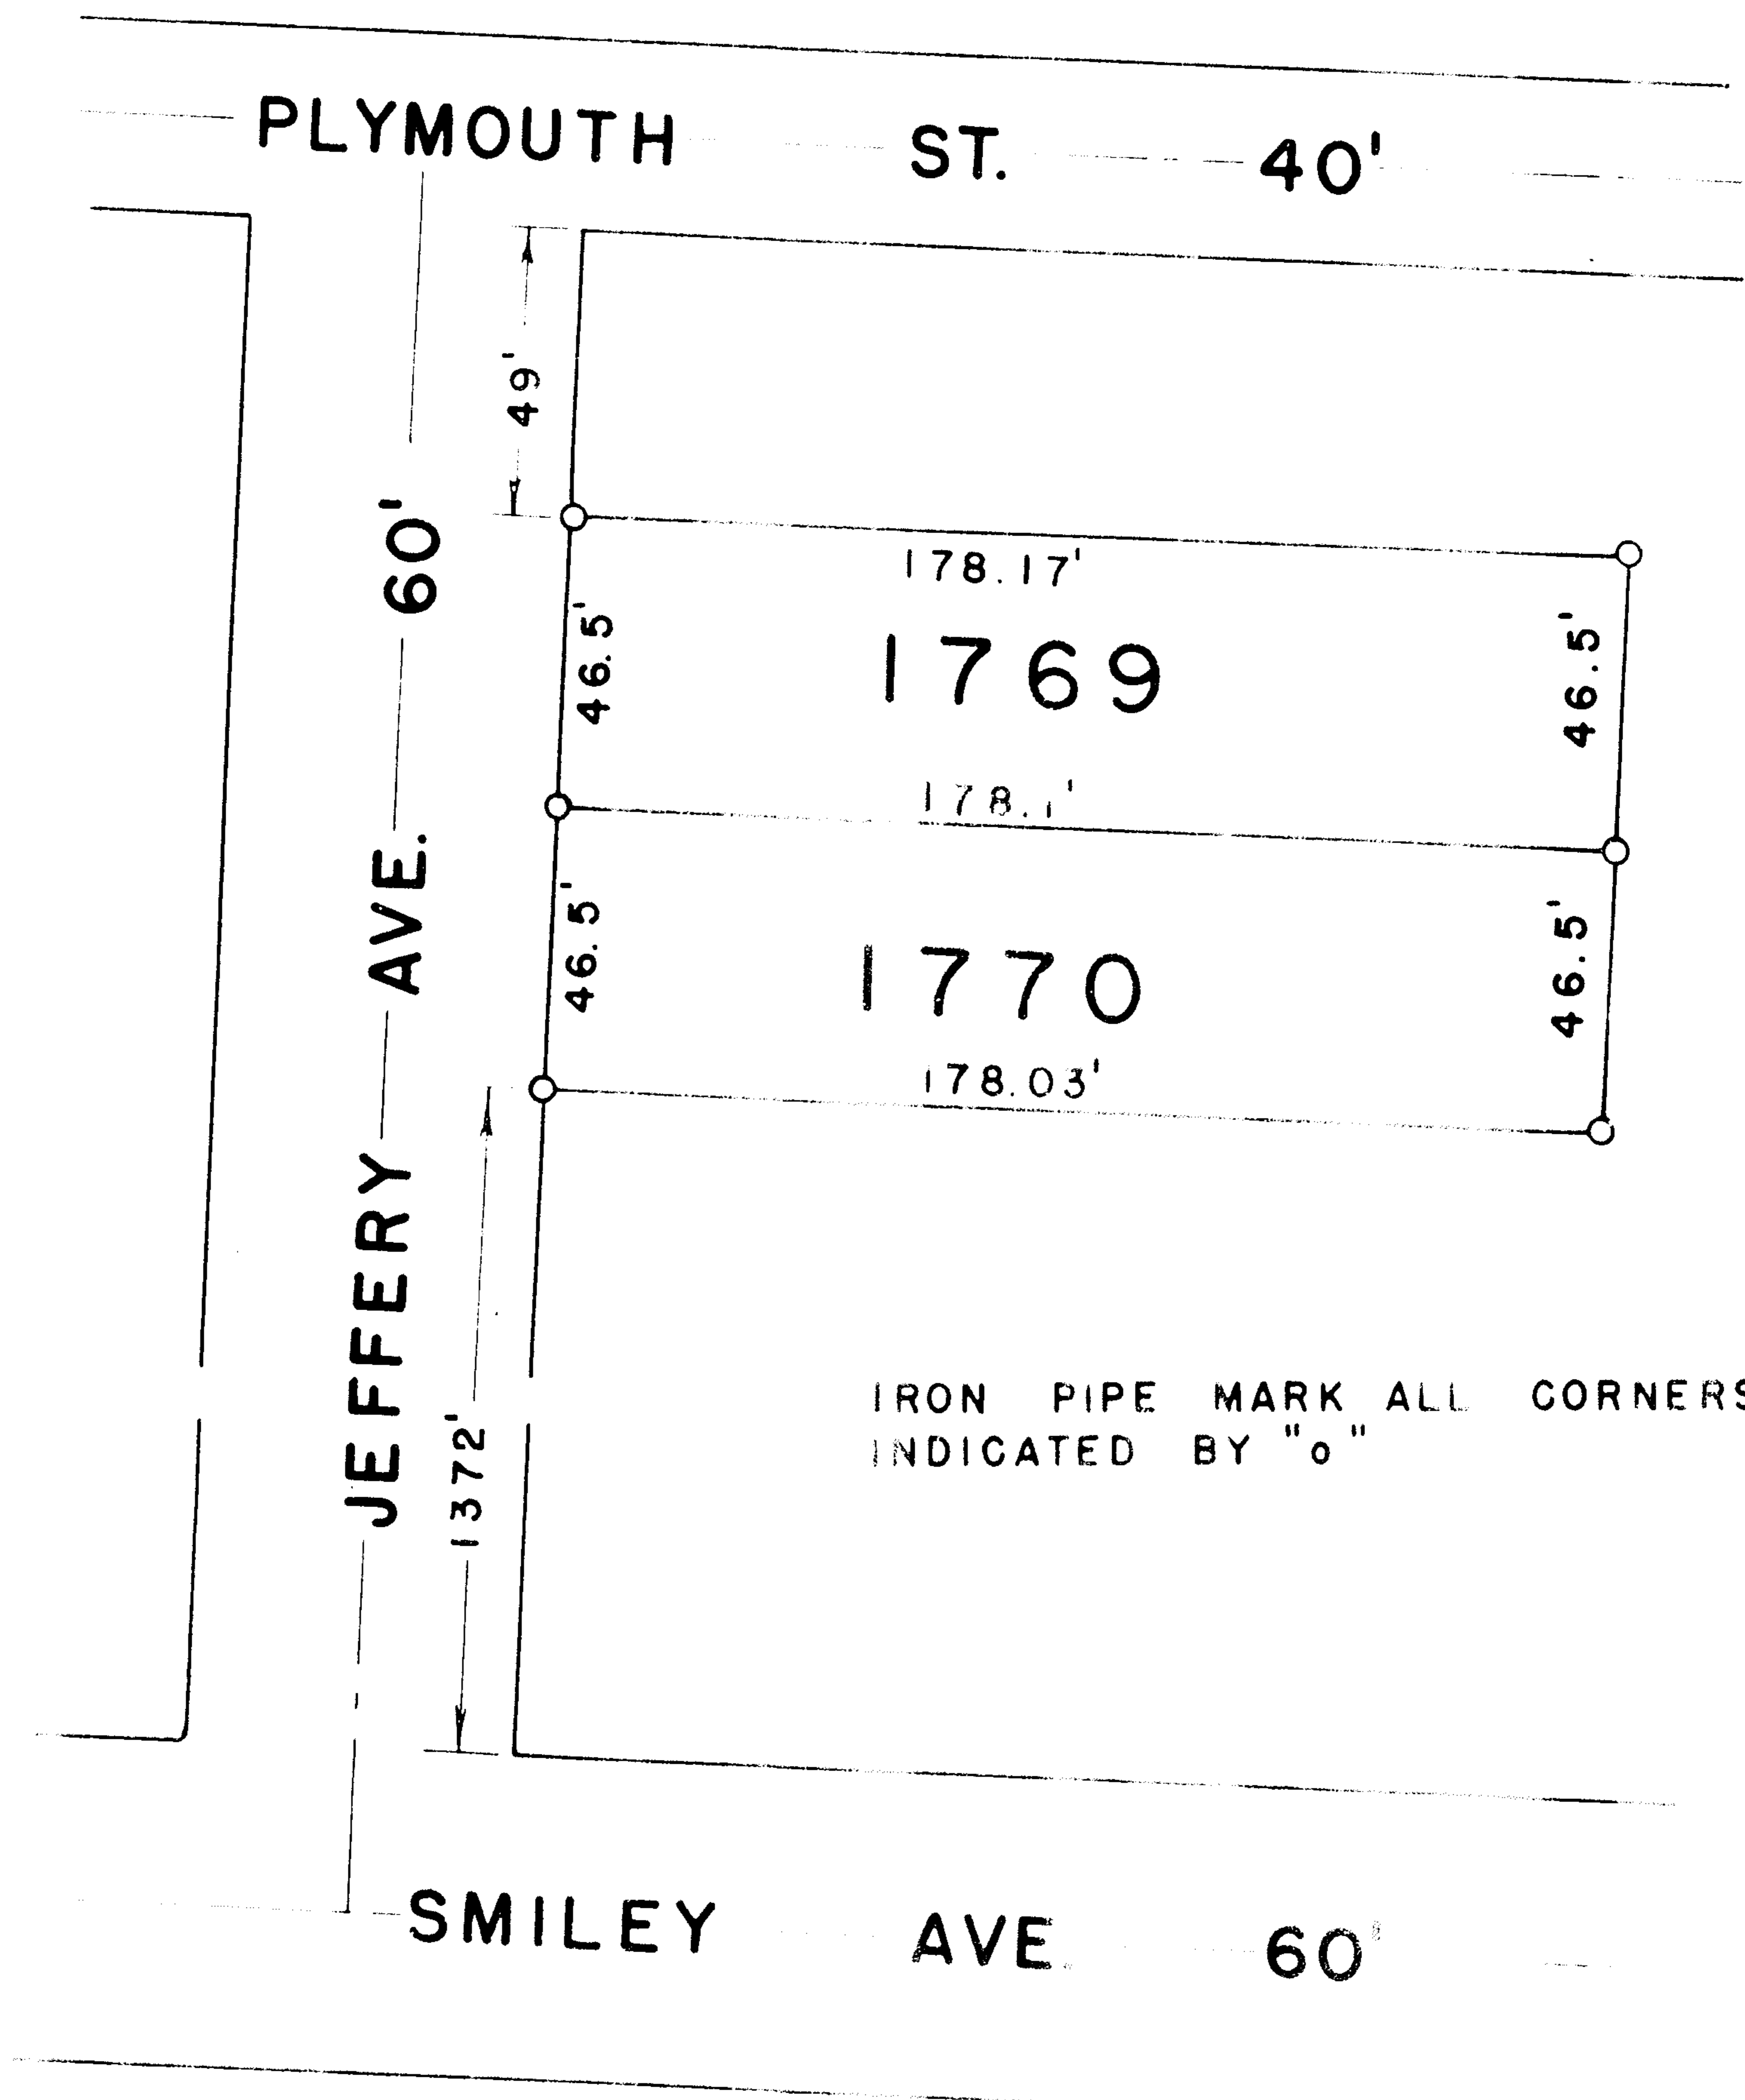 PLYMOUTH ST. 40'
49'
JEFFERY AVE. 60'
178.17'
46.5'
1769
46.5'
178.1'
46.5'
1770
46.5'
178.03'
1372'
IRON PIPE MARK ALL CORNERS
INDICATED BY "o"
SMILEY AVE. 60'